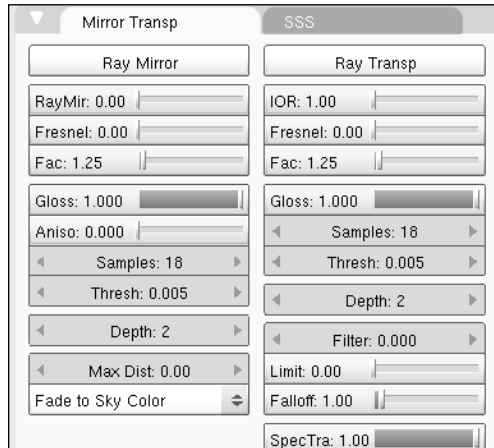 Mirror Transp
SSS
Ray Mirror
RayMir: 0.00
Fresnel: 0.00
Fac: 1.25
Gloss: 1.000
Aniso: 0.000
Samples: 18
Thresh: 0.005
Depth: 2
Max Dist: 0.00
Fade to Sky Color
Ray Transp
IOR: 1.00
Fresnel: 0.00
Fac: 1.25
Gloss: 1.000
Samples: 18
Thresh: 0.005
Depth: 2
Filter: 0.000
Limit: 0.00
Falloff: 1.00
SpecTra: 1.00